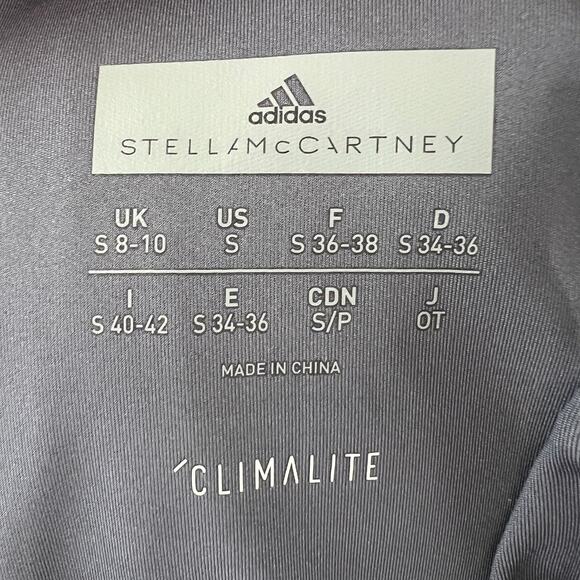 adidas
STELLAMcCARTNEY
UK US F D
S 8-10 S S 36-38 S 34-36
I E CDN J
S 40-42 S 34-36 S/P OT
MADE IN CHINA
CLIMALITE